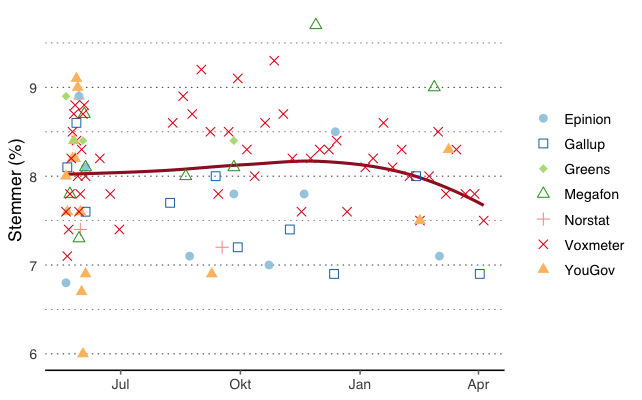 Stemmer (%)
9
8
7
6
Jul
Okt
Jan
Apr
Epinion
Gallup
Greens
Megafon
Norstat
Voxmeter
YouGov